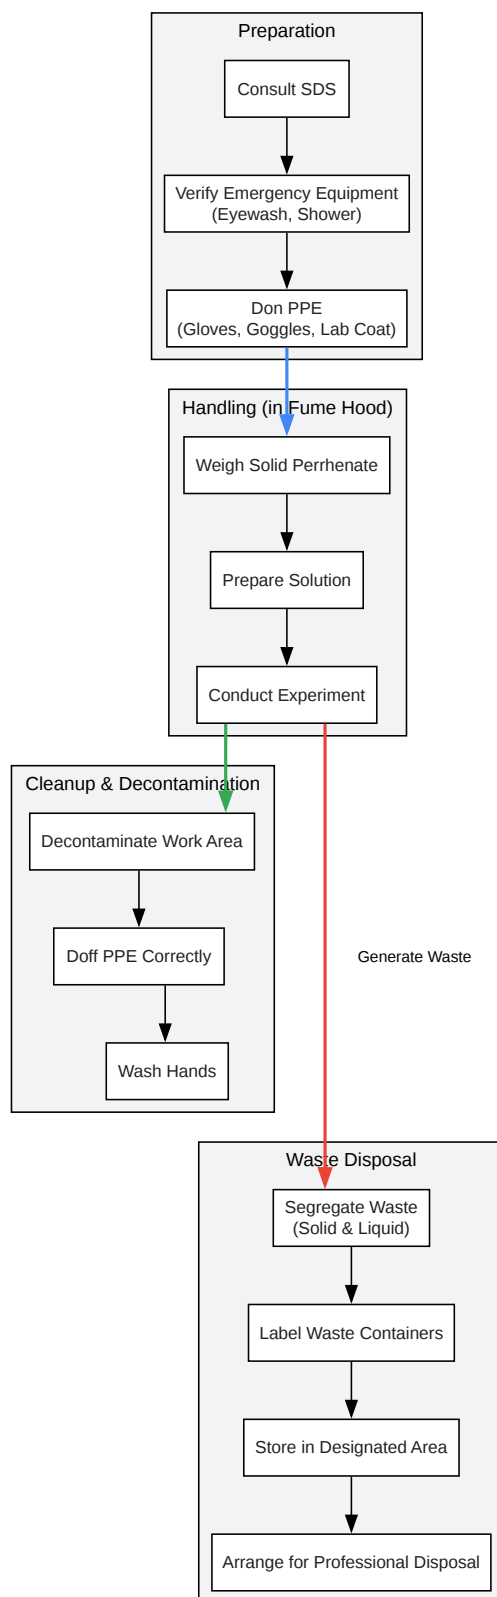 Preparation
Consult SDS
Verify Emergency Equipment
(Eyewash, Shower)
Don PPE
(Gloves, Goggles, Lab Coat)
Handling (in Fume Hood)
Weigh Solid Perrhenate
Prepare Solution
Conduct Experiment
Cleanup & Decontamination
Decontaminate Work Area
Doff PPE Correctly
Wash Hands
Generate Waste
Waste Disposal
Segregate Waste
(Solid & Liquid)
Label Waste Containers
Store in Designated Area
Arrange for Professional Disposal